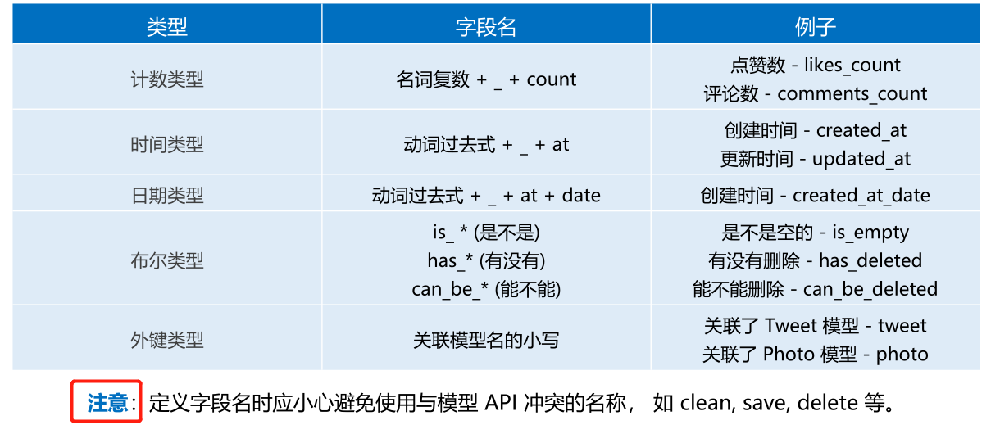 类型 字段名 例子
计数类型 名词复数 + _ + count 点赞数 - likes_count
评论数 - comments_count
时间类型 动词过去式 + _ + at 创建时间 - created_at
更新时间 - updated_at
日期类型 动词过去式 + _ + at + date 创建时间 - created_at_date
布尔类型 is_ * (是不是) 是不是空的 - is_empty
has_* (有没有) 有没有删除 - has_deleted
can_be_* (能不能) 能不能删除 - can_be_deleted
外键类型 关联模型名的小写 关联了 Tweet 模型 - tweet
关联了 Photo 模型 - photo
注意：定义字段名时应小心避免使用与模型 API 冲突的名称， 如 clean, save, delete 等。